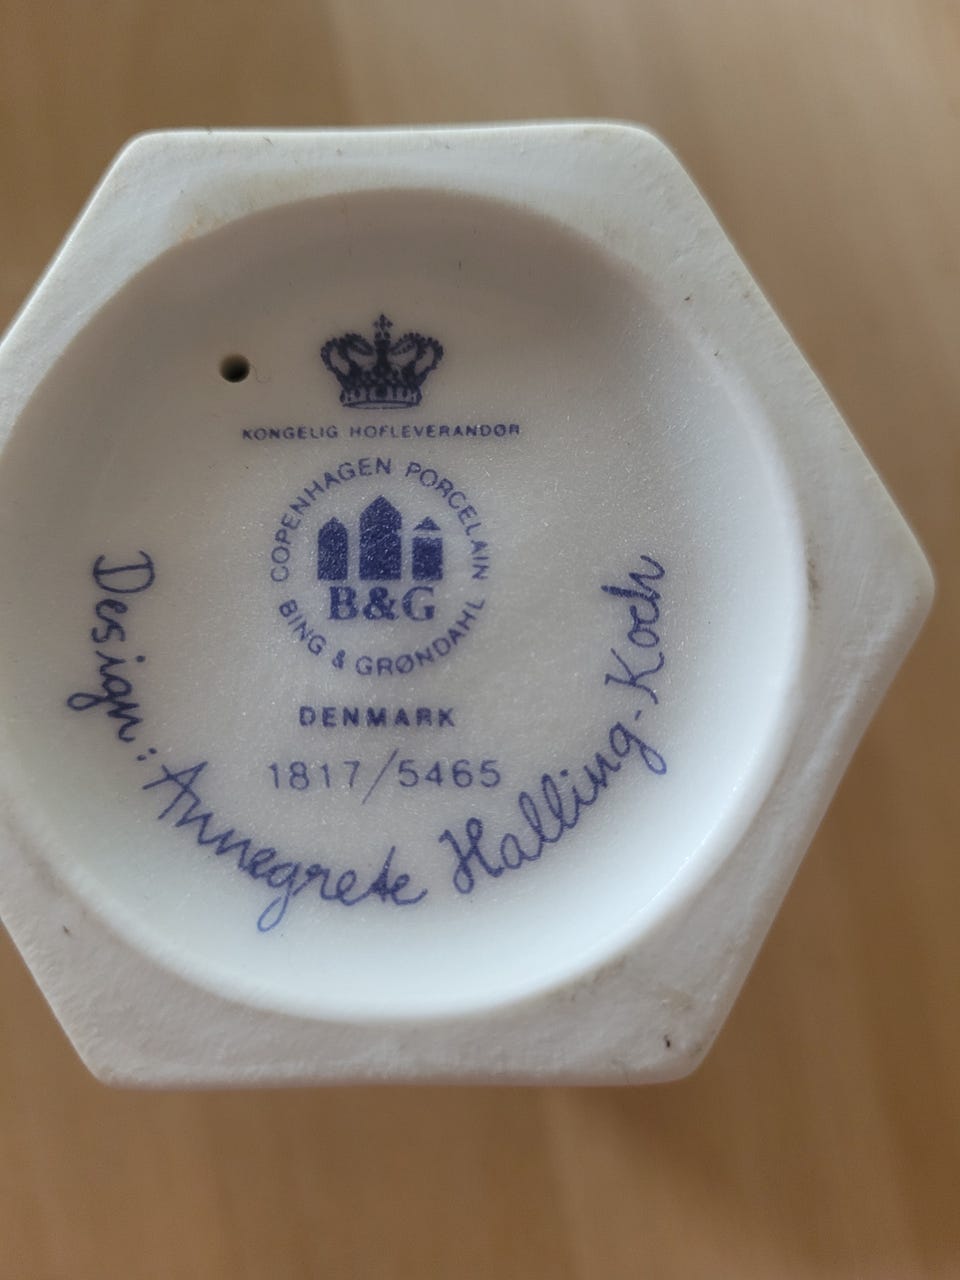 KONGELIG HOFLEVERANDØR
COPENHAGEN PORCELAIN
B&G
BING & GRØNDAHL
DENMARK
1817/5465
Design: Annegrete Halling-Koch